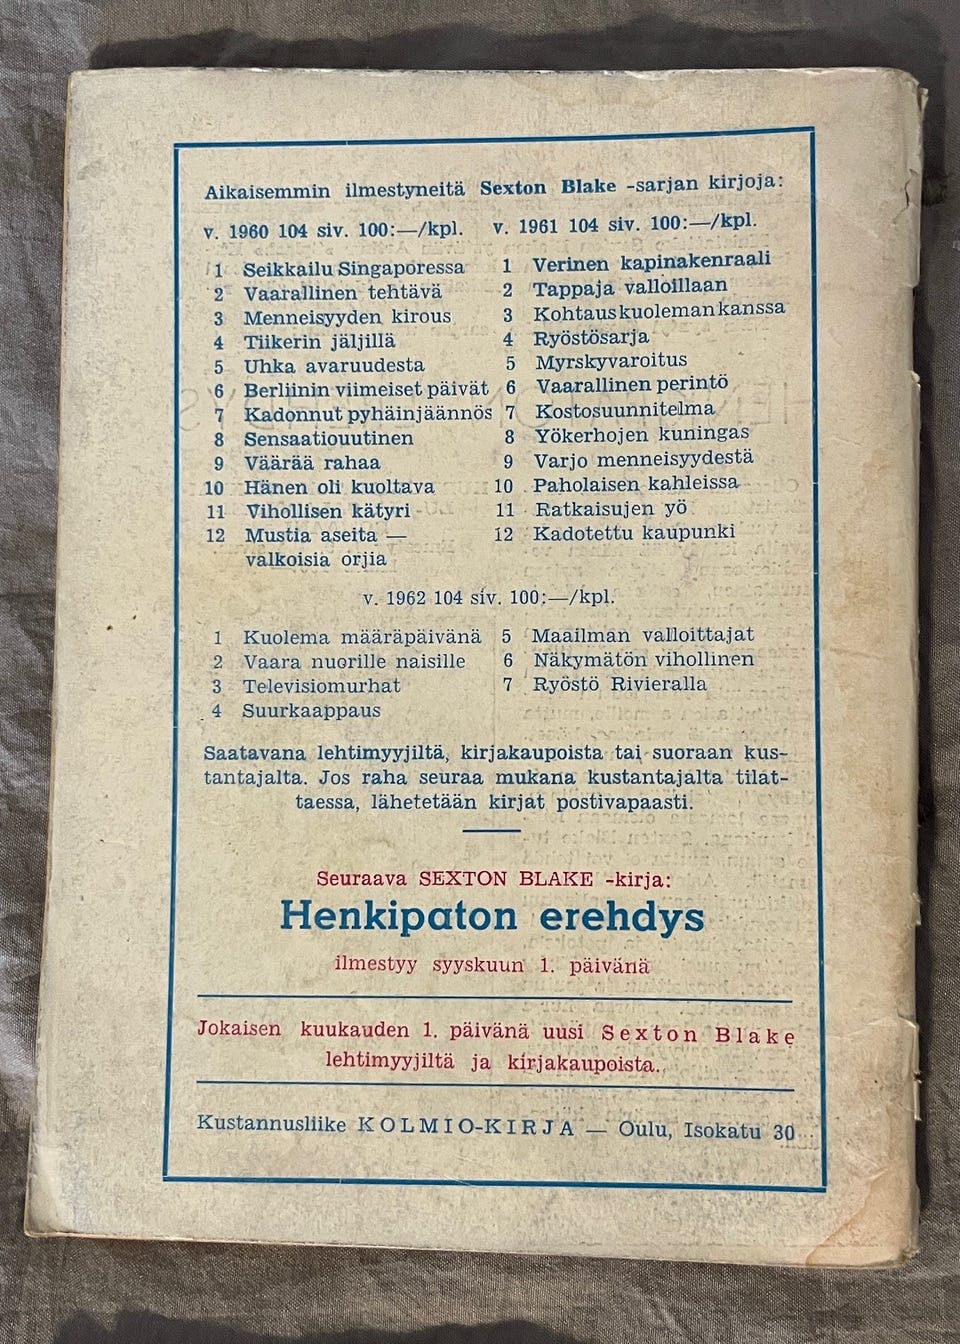 Aikaisemmin ilmestyneitä Sexton Blake -sarjan kirjoja:
v. 1960 104 siv. 100:—/kpl.
1 Seikkailu Singaporessa
2 Vaarallinen tehtävä
3 Menneisyyden kirous
4 Tiikerin jäljillä
5 Uhka avaruudesta
6 Berliinin viimeiset päivät
7 Kadonnut pyhäinjäännös
8 Sensaatiouutinen
9 Väärää rahaa
10 Hänen oli kuoltava
11 Vihollisen kätyri
12 Mustia aseita —
valkoisia orjia
v. 1961 104 siv. 100:—/kpl.
1 Verinen kapinakenraali
2 Tappaja valloillaan
3 Kohtaus kuoleman kanssa
4 Ryöstösarja
5 Myrskyvaroitus
6 Vaarallinen perintö
7 Kostosuunnitelma
8 Yökerhojen kuningas
9 Varjo menneisyydestä
10 Paholaisen kahleissa
11 Ratkaisujen yö
12 Kadotettu kaupunki
v. 1962 104 siv. 100:—/kpl.
1 Kuolema määräpäivänä
2 Vaara nuorille naisille
3 Televisiomurhat
4 Suurkaappaus
5 Maailman valloittajat
6 Näkymätön vihollinen
7 Ryöstö Rivieralla
Saatavana lehtimyyjiltä, kirjakaupoista tai suoraan kus-
tantajalta. Jos raha seuraa mukana kustantajalta tilat-
taessa, lähetetään kirjat postivapaasti.
Seuraava SEXTON BLAKE -kirja:
Henkipaton erehdys
ilmestyy syyskuun 1. päivänä
Jokaisen kuukauden 1. päivänä uusi Sexton Blake
lehtimyyjiltä ja kirjakaupoista.
Kustannusliike KOLMIO-KIRJA — Oulu, Isokatu 30